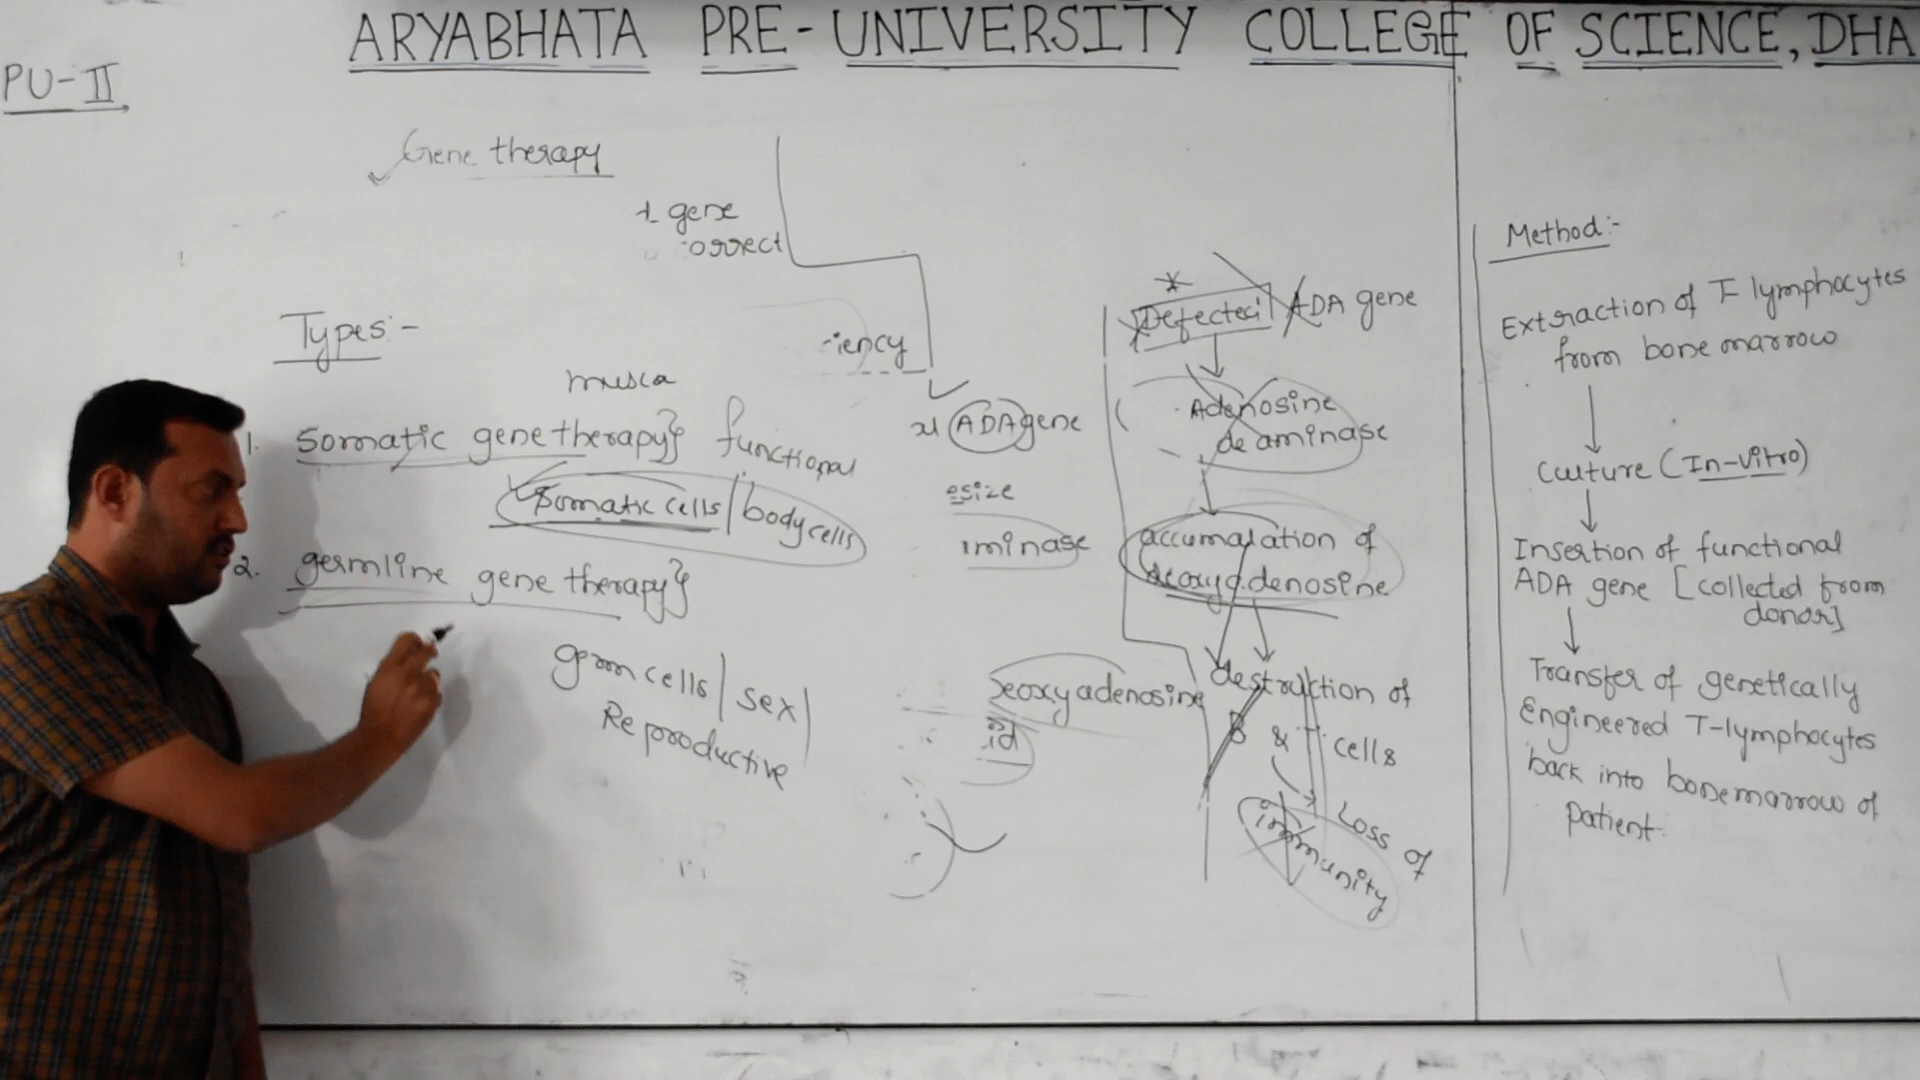 ARYABHATA PRE-UNIVERSITY COLLEGE OF SCIENCE, DHA
PU-II
Gene therapy
gene
correct
Types:-
musca
1. Somatic genetherapy} functional
Somatic cells/body cells
2. germline gene therapy}
germ cells/sex/
Reproductive
iency
ADA gene
esize
iminase
eoxyadenosine
id
Defected ADA gene
Adenosine
deaminase
accumalation of
deoxyadenosine
destruction of
B & T cells
Loss of
immunity
Method:-
Extraction of T-lymphocytes
from bone marrow
Culture (In-vitro)
Insertion of functional
ADA gene [collected from
donor]
Transfer of genetically
Engineered T-lymphocytes
back into bonemarrow of
patient.